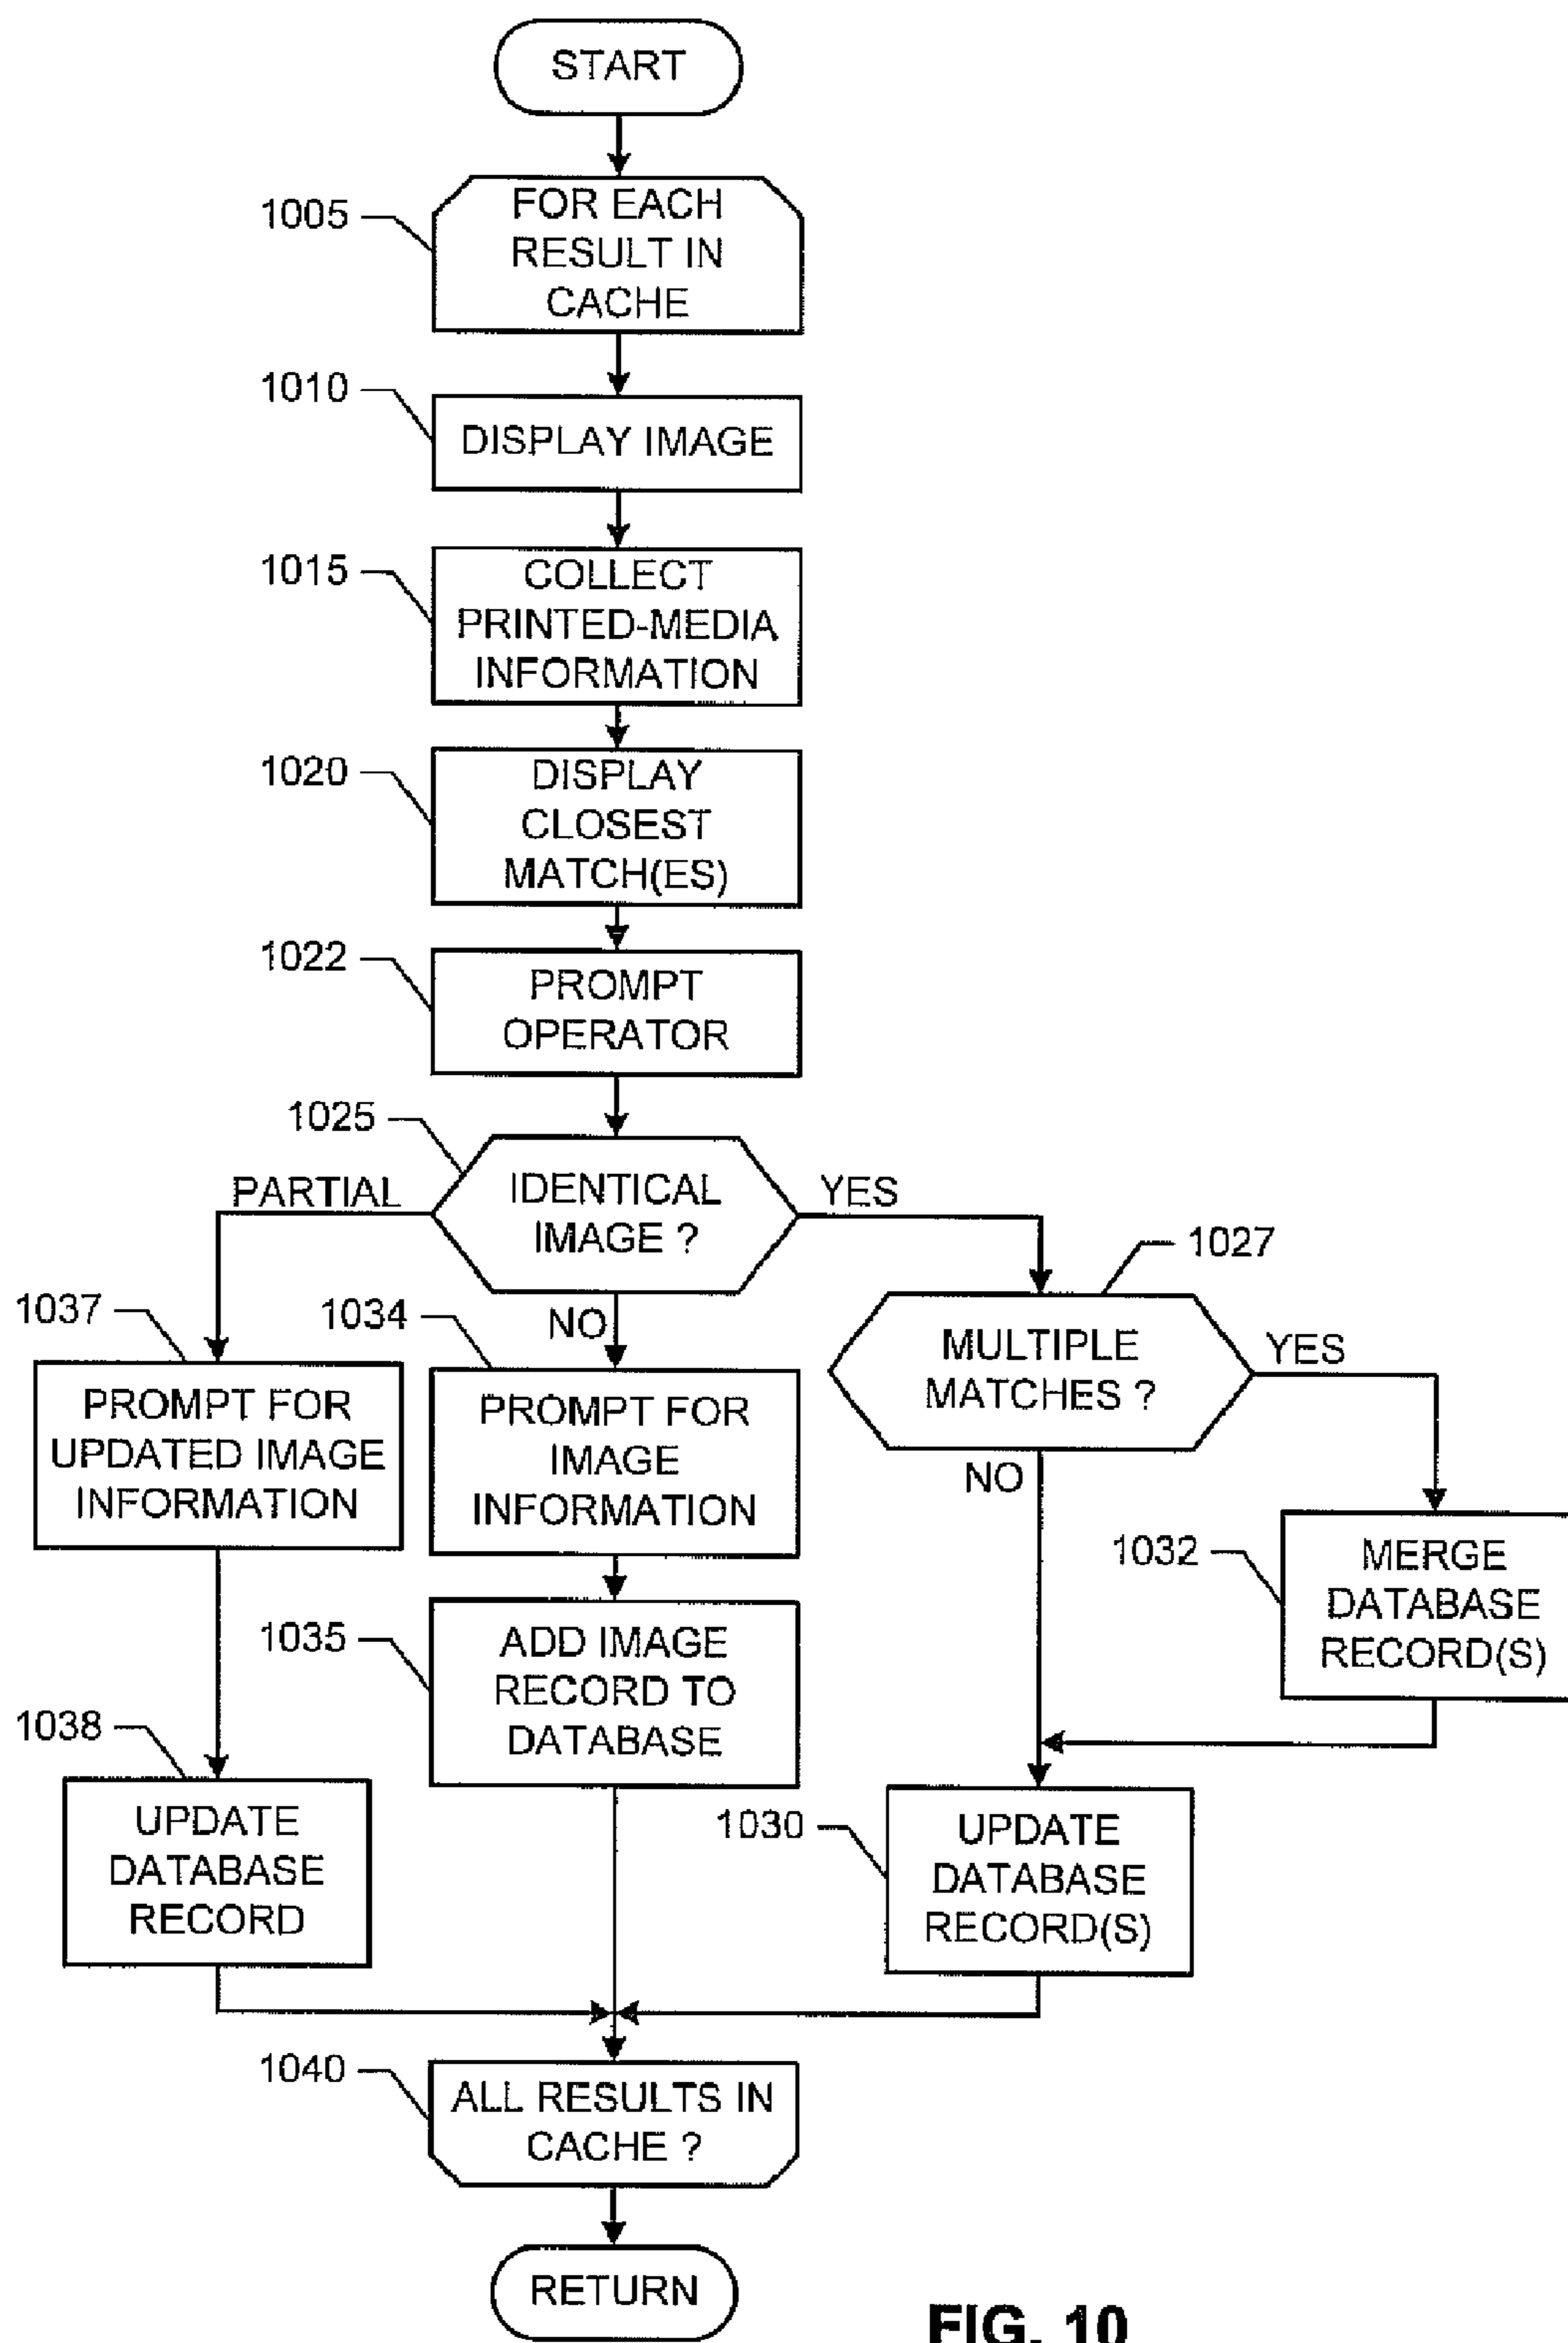 START
1005
FOR EACH
RESULT IN
CACHE
1010
DISPLAY IMAGE
1015
COLLECT
PRINTED-MEDIA
INFORMATION
1020
DISPLAY
CLOSEST
MATCH(ES)
1022
PROMPT
OPERATOR
1025
IDENTICAL
IMAGE ?
PARTIAL
YES
NO
1027
MULTIPLE
MATCHES ?
YES
NO
1037
PROMPT FOR
UPDATED IMAGE
INFORMATION
1034
PROMPT FOR
IMAGE
INFORMATION
1032
MERGE
DATABASE
RECORD(S)
1035
ADD IMAGE
RECORD TO
DATABASE
1038
UPDATE
DATABASE
RECORD
1030
UPDATE
DATABASE
RECORD(S)
1040
ALL RESULTS IN
CACHE ?
RETURN
FIG. 10